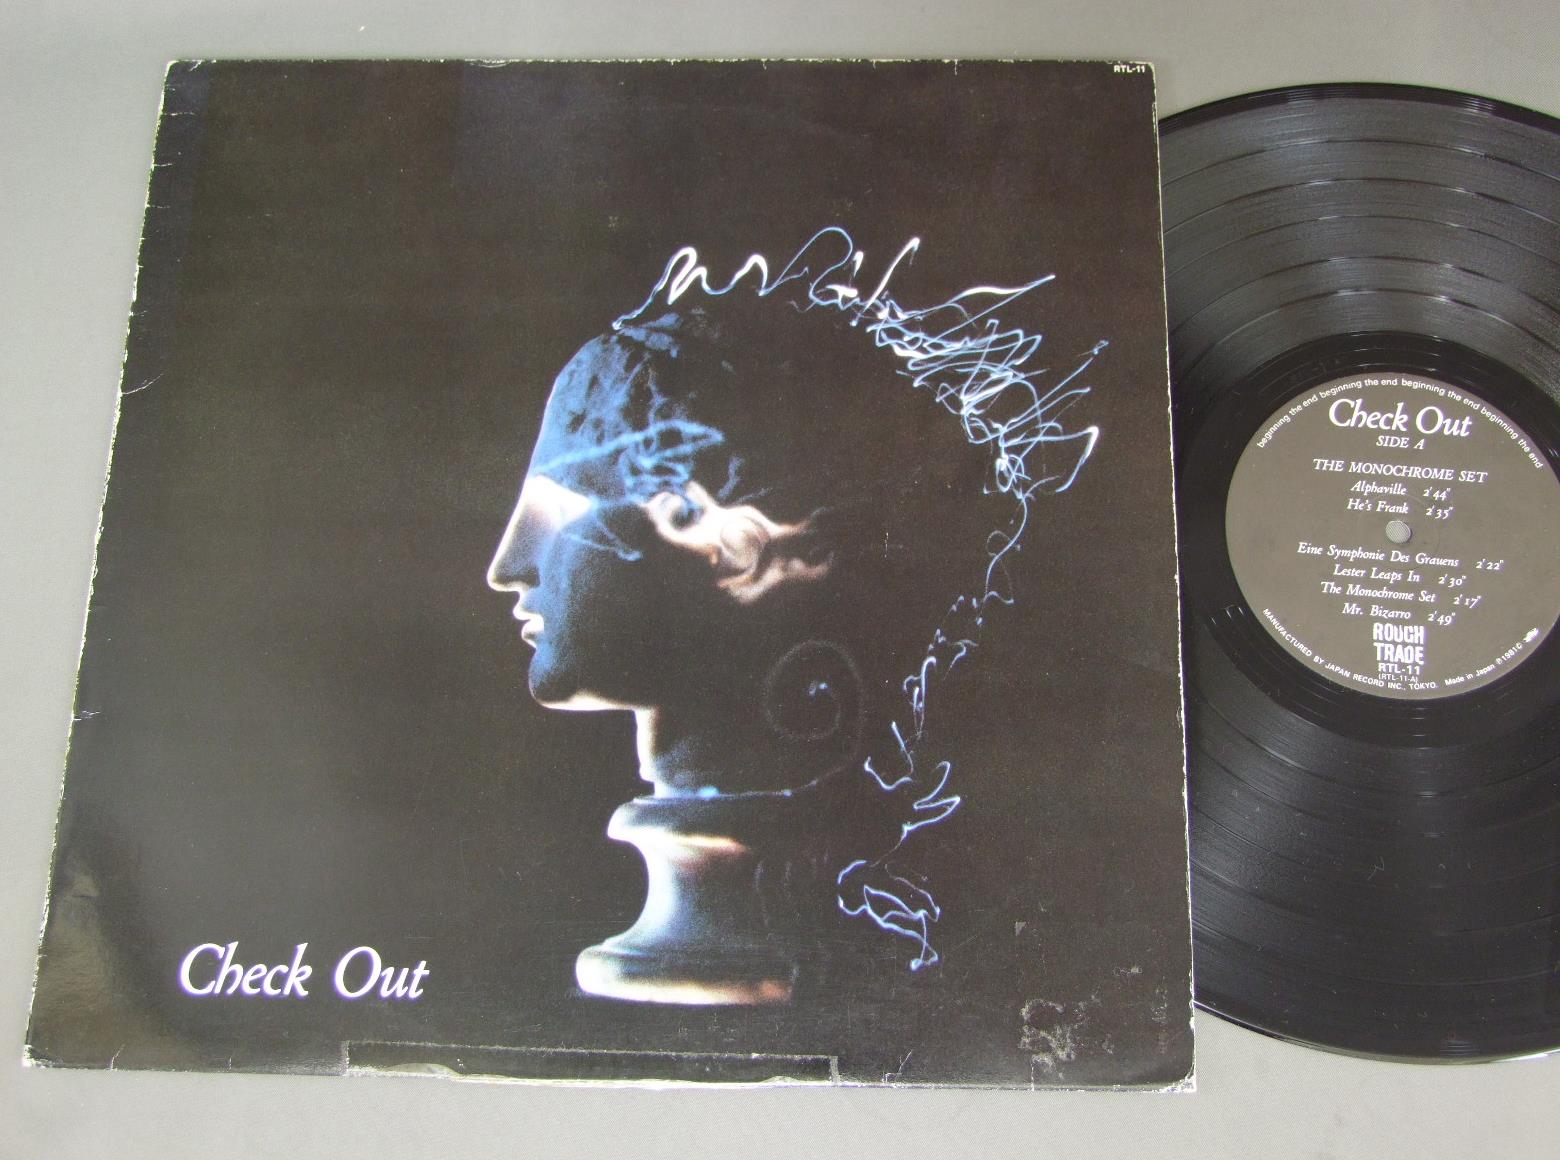 RTL-11
Check Out
beginning the end beginning the end beginning the end beginning the end
Check Out
SIDE A
THE MONOCHROME SET
Alphaville 2'44"
He's Frank 2'35"
Eine Symphonie Des Grauens 2'22"
Lester Leaps In 2'30"
The Monochrome Set 2'17"
Mr. Bizarro 2'49"
ROUGH
TRADE
RTL-11
(RTL-11-A)
MANUFACTURED BY JAPAN RECORD INC., TOKYO. Made in Japan ℗1981©